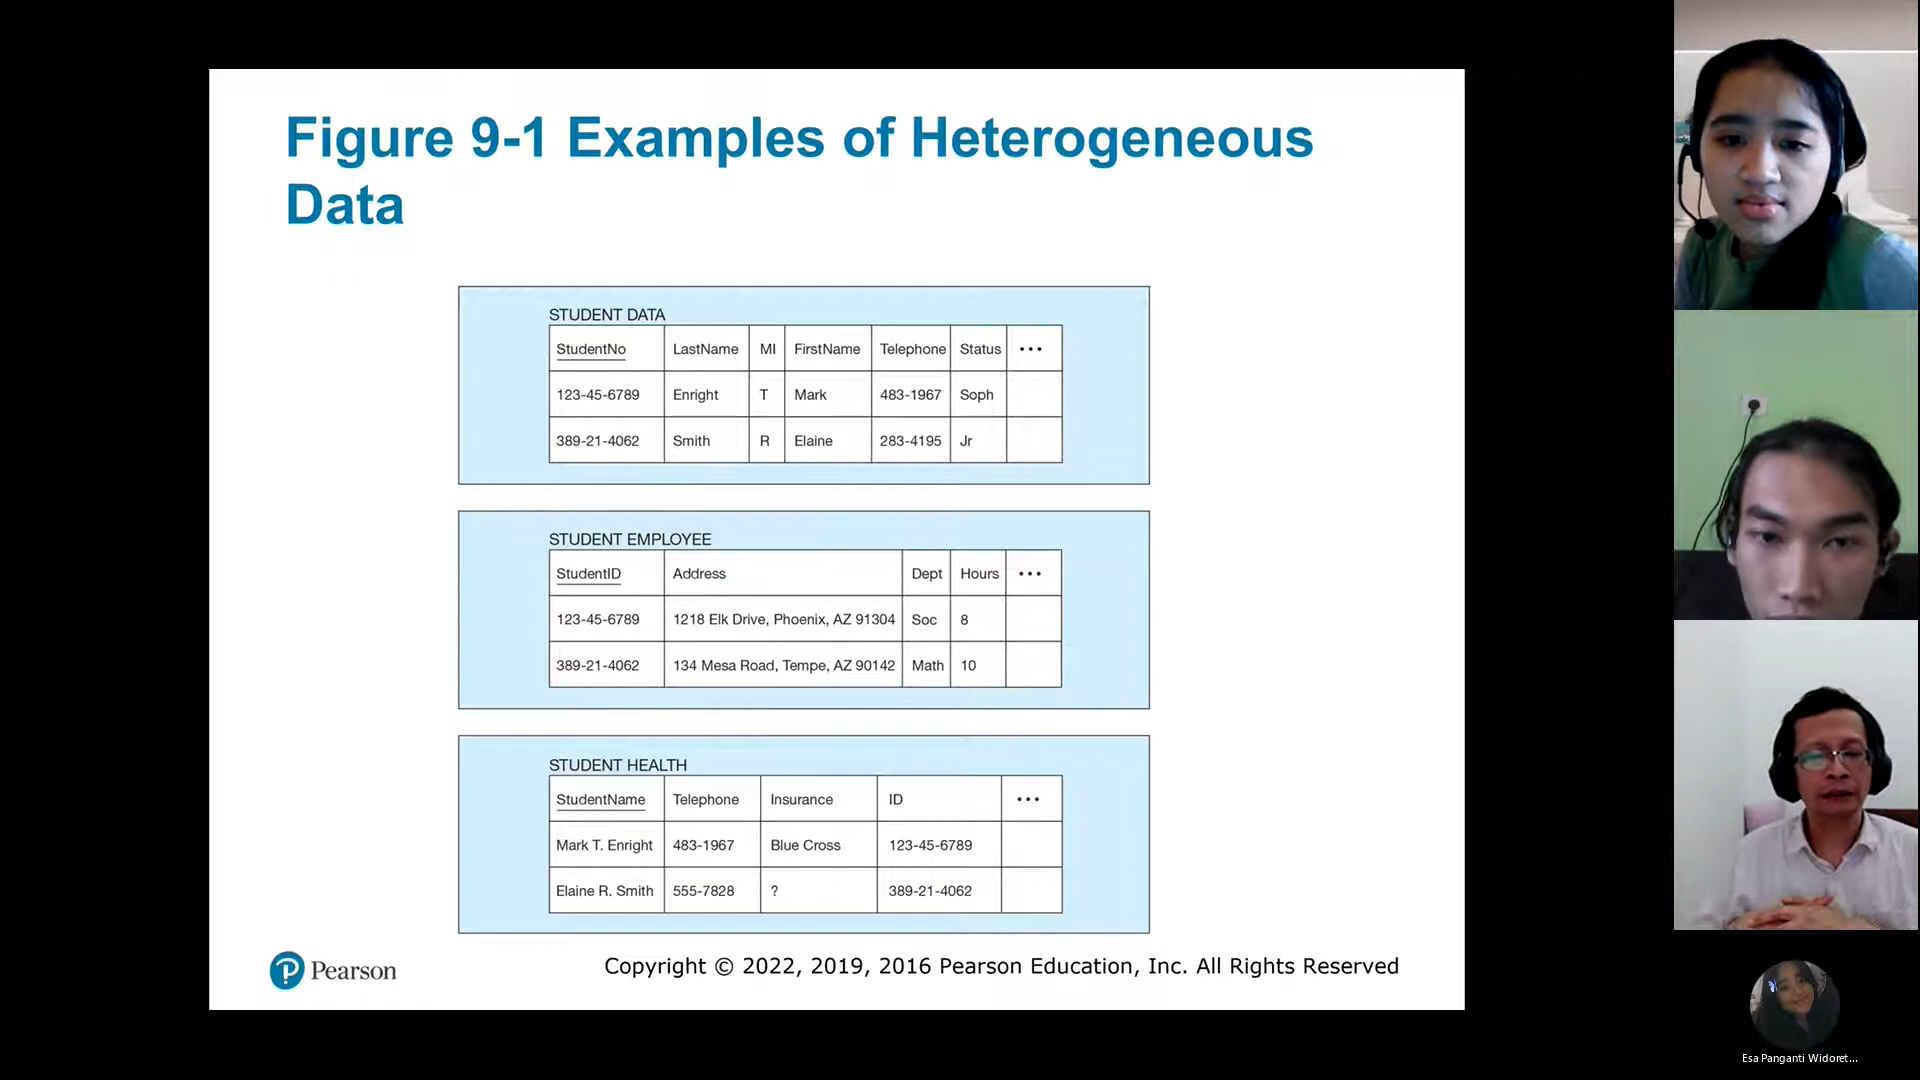 Figure 9-1 Examples of Heterogeneous
Data
STUDENT DATA
StudentNo LastName MI FirstName Telephone Status •••
123-45-6789 Enright T Mark 483-1967 Soph
389-21-4062 Smith R Elaine 283-4195 Jr
STUDENT EMPLOYEE
StudentID Address Dept Hours •••
123-45-6789 1218 Elk Drive, Phoenix, AZ 91304 Soc 8
389-21-4062 134 Mesa Road, Tempe, AZ 90142 Math 10
STUDENT HEALTH
StudentName Telephone Insurance ID •••
Mark T. Enright 483-1967 Blue Cross 123-45-6789
Elaine R. Smith 555-7828 ? 389-21-4062
Pearson
Copyright © 2022, 2019, 2016 Pearson Education, Inc. All Rights Reserved
Esa Panganti Widoret...